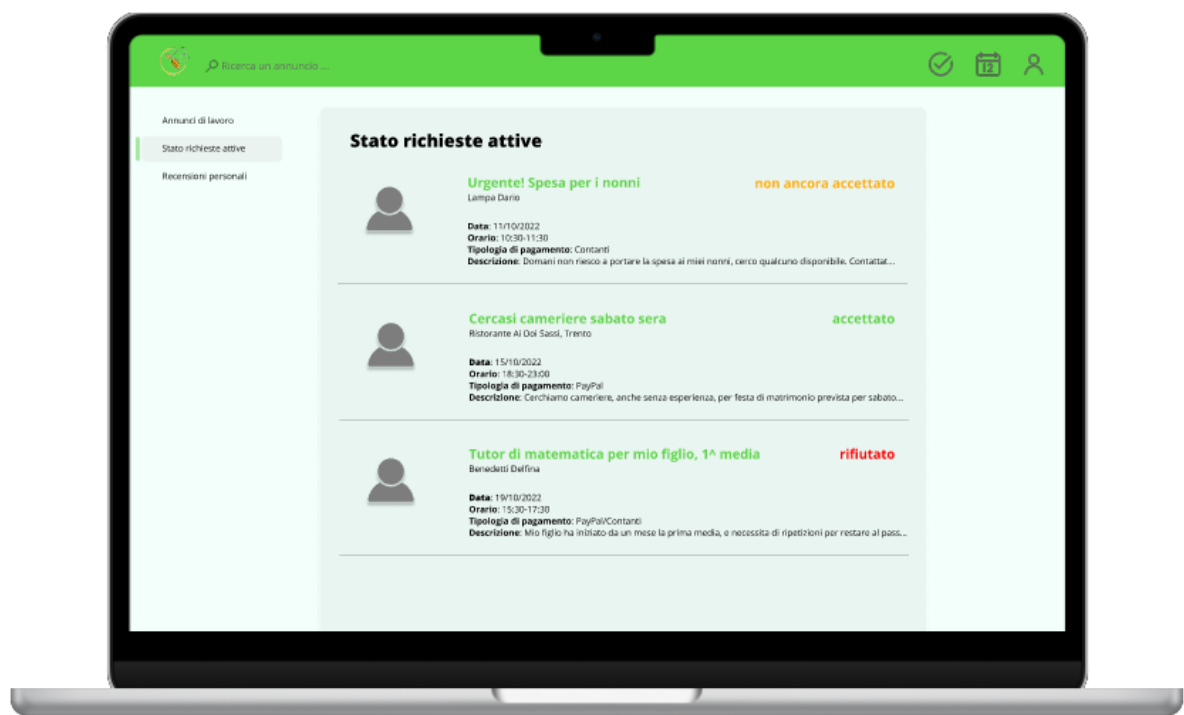 Ricerca un annuncio ...
12
Annunci di lavoro
Stato richieste attive
Recensioni personali
Stato richieste attive
Urgente! Spesa per i nonni
non ancora accettato
Lampa Dario
Data: 11/10/2022
Orario: 10:30-11:30
Tipologia di pagamento: Contanti
Descrizione: Domani non riesco a portare la spesa ai miei nonni, cerco qualcuno disponibile. Contattat...
Cercasi cameriere sabato sera
accettato
Ristorante Ai Doi Sassi, Trento
Data: 15/10/2022
Orario: 18:30-23:00
Tipologia di pagamento: PayPal
Descrizione: Cerchiamo cameriere, anche senza esperienza, per festa di matrimonio prevista per sabato...
Tutor di matematica per mio figlio, 1^ media
rifiutato
Benedetti Delfina
Data: 19/10/2022
Orario: 15:30-17:30
Tipologia di pagamento: PayPal/Contanti
Descrizione: Mio figlio ha iniziato da un mese la prima media, e necessita di ripetizioni per restare al pass...